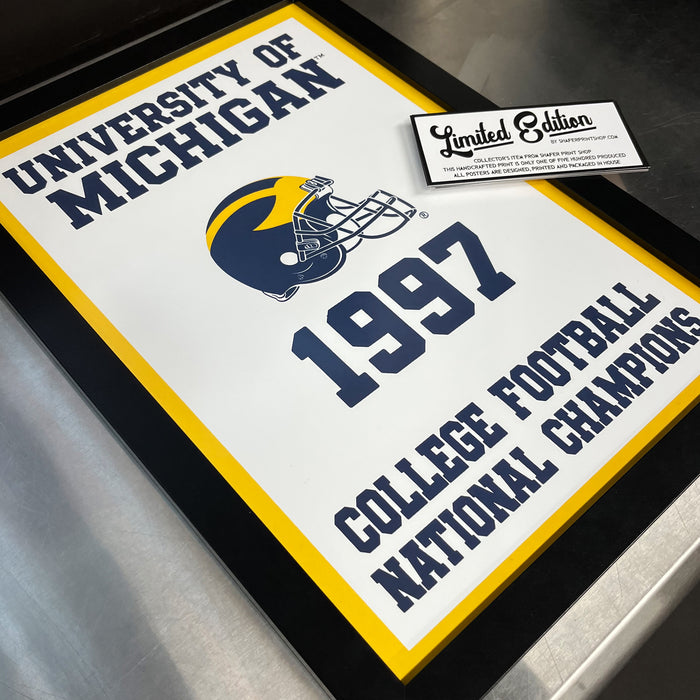 UNIVERSITY OF
MICHIGAN™
®
1997
COLLEGE FOOTBALL
NATIONAL CHAMPIONS
Limited Edition
BY SHAFERPRINTSHOP.COM
COLLECTOR'S ITEM FROM SHAFER PRINT SHOP
THIS HANDCRAFTED PRINT IS ONLY ONE OF FIVE HUNDRED PRODUCED
ALL POSTERS ARE DESIGNED, PRINTED AND PACKAGED IN HOUSE